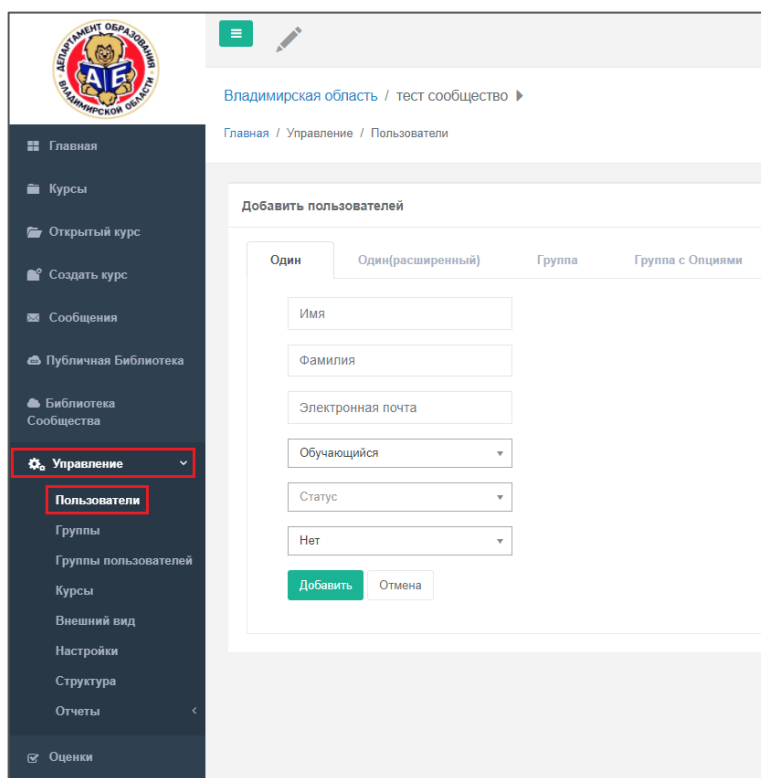 ДЕПАРТАМЕНТ ОБРАЗОВАНИЯ
ВЛАДИМИРСКОЙ ОБЛАСТИ
АБ
Владимирская область / тест сообщество
Главная / Управление / Пользователи
Главная
Курсы
Открытый курс
Создать курс
Сообщения
Публичная Библиотека
Библиотека
Сообщества
Управление
Пользователи
Группы
Группы пользователей
Курсы
Внешний вид
Настройки
Структура
Отчеты
Оценки
Добавить пользователей
Один Один(расширенный) Группа Группа с Опциями
Имя
Фамилия
Электронная почта
Обучающийся
Статус
Нет
Добавить Отмена